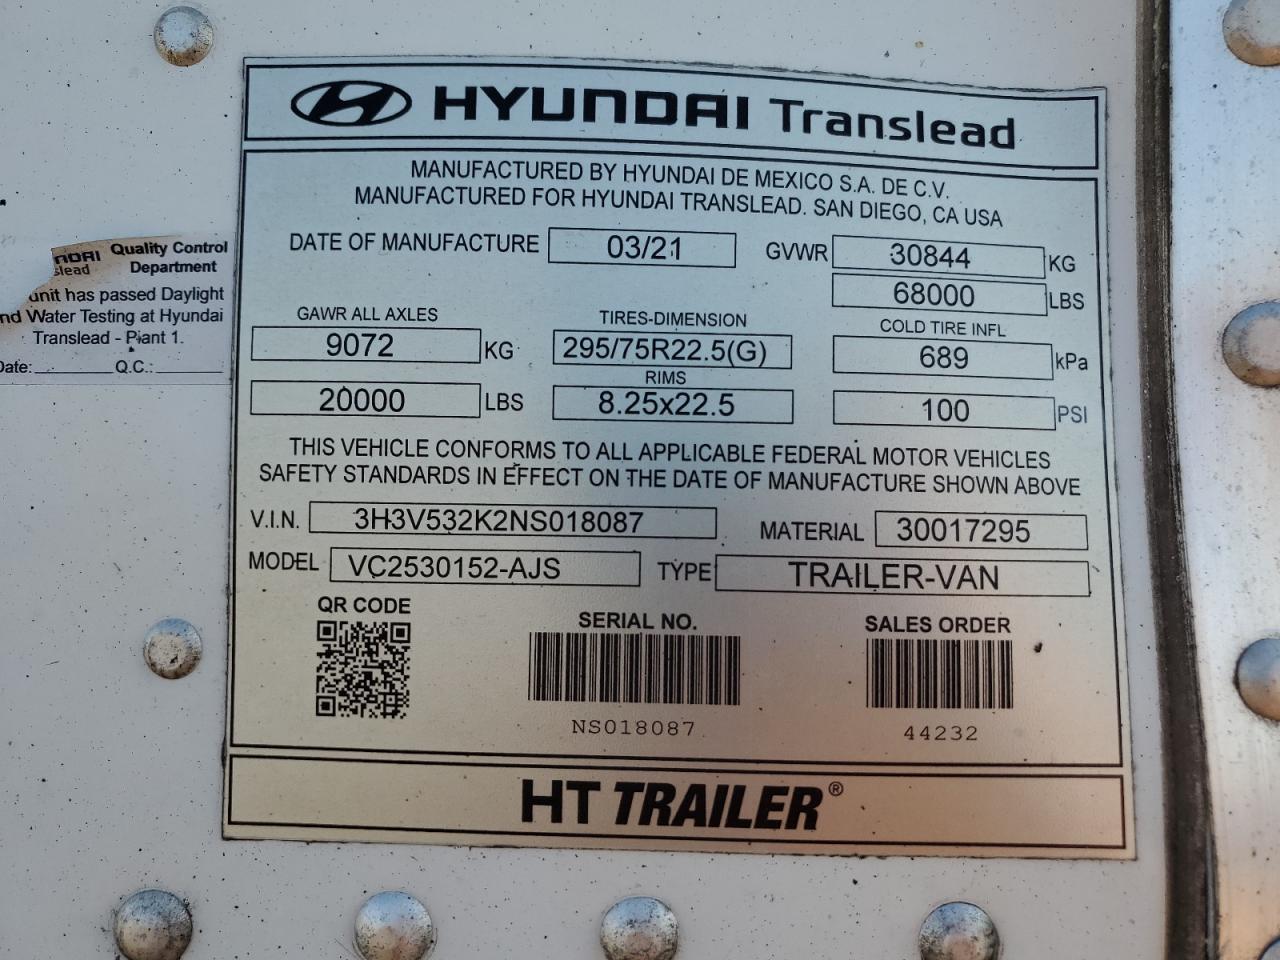 HYUNDAI Translead
MANUFACTURED BY HYUNDAI DE MEXICO S.A. DE C.V.
MANUFACTURED FOR HYUNDAI TRANSLEAD. SAN DIEGO, CA USA
DATE OF MANUFACTURE 03/21 GVWR 30844 KG
68000 LBS
GAWR ALL AXLES TIRES-DIMENSION COLD TIRE INFL
9072 KG 295/75R22.5(G) 689 kPa
RIMS
20000 LBS 8.25x22.5 100 PSI
THIS VEHICLE CONFORMS TO ALL APPLICABLE FEDERAL MOTOR VEHICLES
SAFETY STANDARDS IN EFFECT ON THE DATE OF MANUFACTURE SHOWN ABOVE
V.I.N. 3H3V532K2NS018087 MATERIAL 30017295
MODEL VC2530152-AJS TYPE TRAILER-VAN
QR CODE SERIAL NO. SALES ORDER
NS018087 44232
HT TRAILER®
Quality Control
Department
unit has passed Daylight
Water Testing at Hyundai
Translead - Plant 1.
Date: Q.C.: